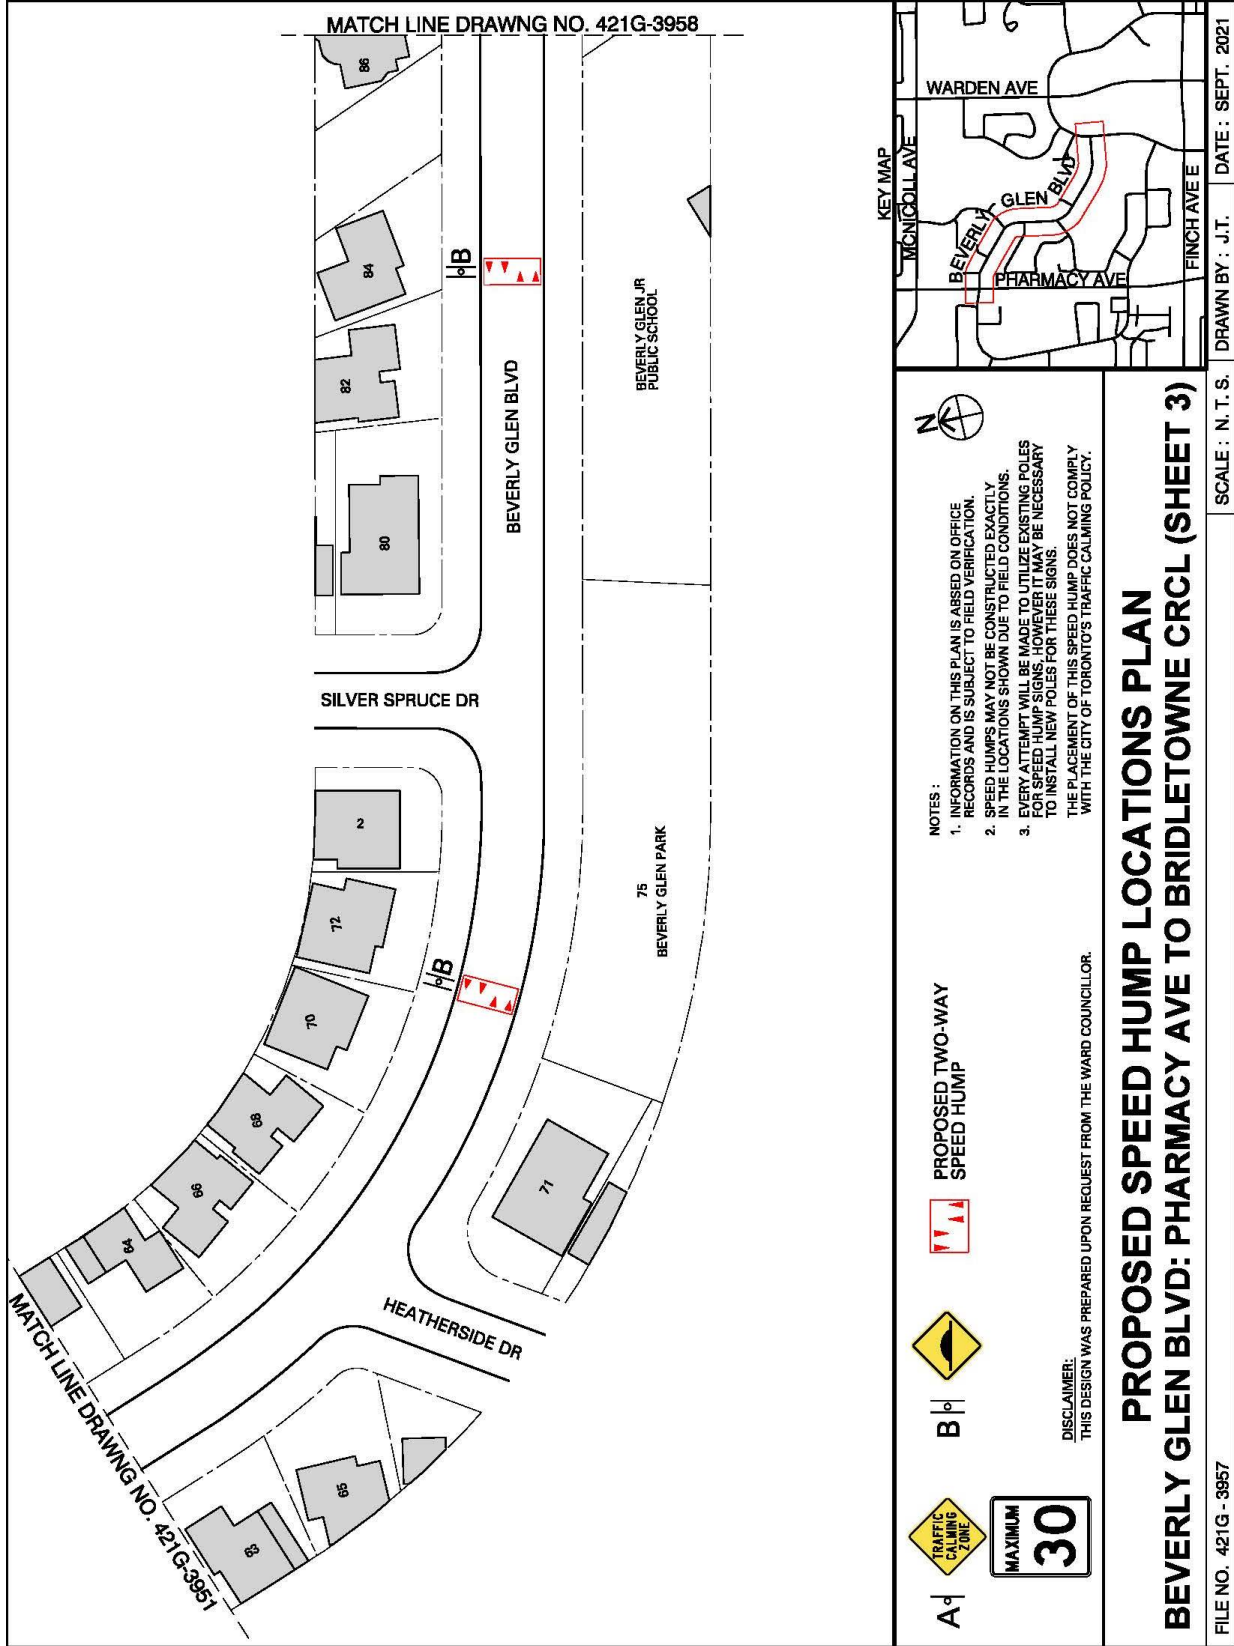 MATCH LINE DRAWNG NO. 421G-3958
86
84
82
80
B
BEVERLY GLEN BLVD
BEVERLY GLEN JR
PUBLIC SCHOOL
SILVER SPRUCE DR
2
72
70
68
66
64
B
75
BEVERLY GLEN PARK
71
HEATHERSIDE DR
65
63
MATCH LINE DRAWNG NO. 421G-3951
KEY MAP
MCNICOLL AVE
WARDEN AVE
BEVERLY
GLEN
BLVD
PHARMACY AVE
FINCH AVE E
N
NOTES :
1. INFORMATION ON THIS PLAN IS ABSED ON OFFICE
RECORDS AND IS SUBJECT TO FIELD VERIFICATION.
2. SPEED HUMPS MAY NOT BE CONSTRUCTED EXACTLY
IN THE LOCATIONS SHOWN DUE TO FIELD CONDITIONS.
3. EVERY ATTEMPT WILL BE MADE TO UTILIZE EXISTING POLES
FOR SPEED HUMP SIGNS, HOWEVER IT MAY BE NECESSARY
TO INSTALL NEW POLES FOR THESE SIGNS.
THE PLACEMENT OF THIS SPEED HUMP DOES NOT COMPLY
WITH THE CITY OF TORONTO'S TRAFFIC CALMING POLICY.
A
TRAFFIC
CALMING
ZONE
MAXIMUM
30
B
PROPOSED TWO-WAY
SPEED HUMP
DISCLAIMER:
THIS DESIGN WAS PREPARED UPON REQUEST FROM THE WARD COUNCILLOR.
PROPOSED SPEED HUMP LOCATIONS PLAN
BEVERLY GLEN BLVD: PHARMACY AVE TO BRIDLETOWNE CRCL (SHEET 3)
FILE NO. 421G - 3957
SCALE : N. T. S.
DRAWN BY : J.T.
DATE : SEPT. 2021